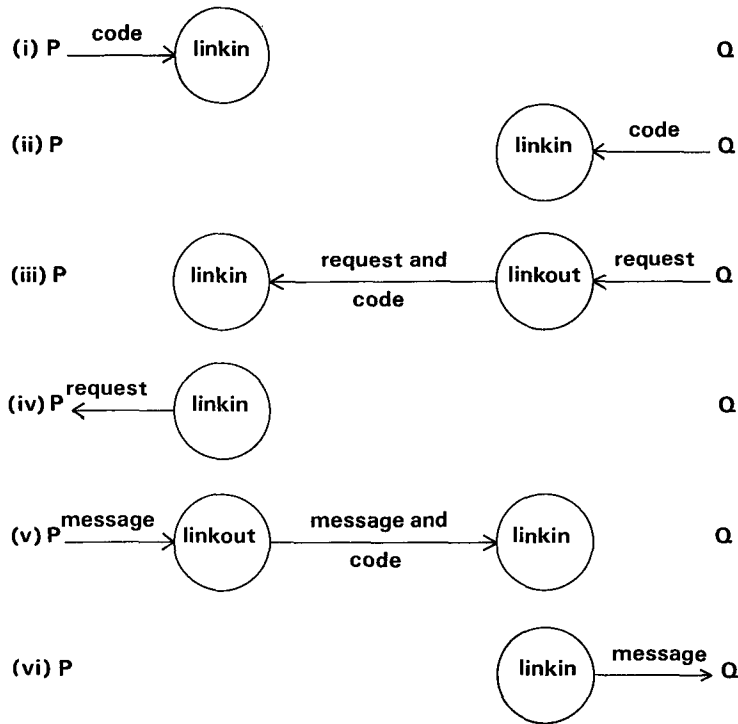 (i) P code linkin Q
(ii) P linkin code Q
(iii) P linkin request and code linkout request Q
(iv) P request linkin Q
(v) P message linkout message and code linkin Q
(vi) P linkin message Q